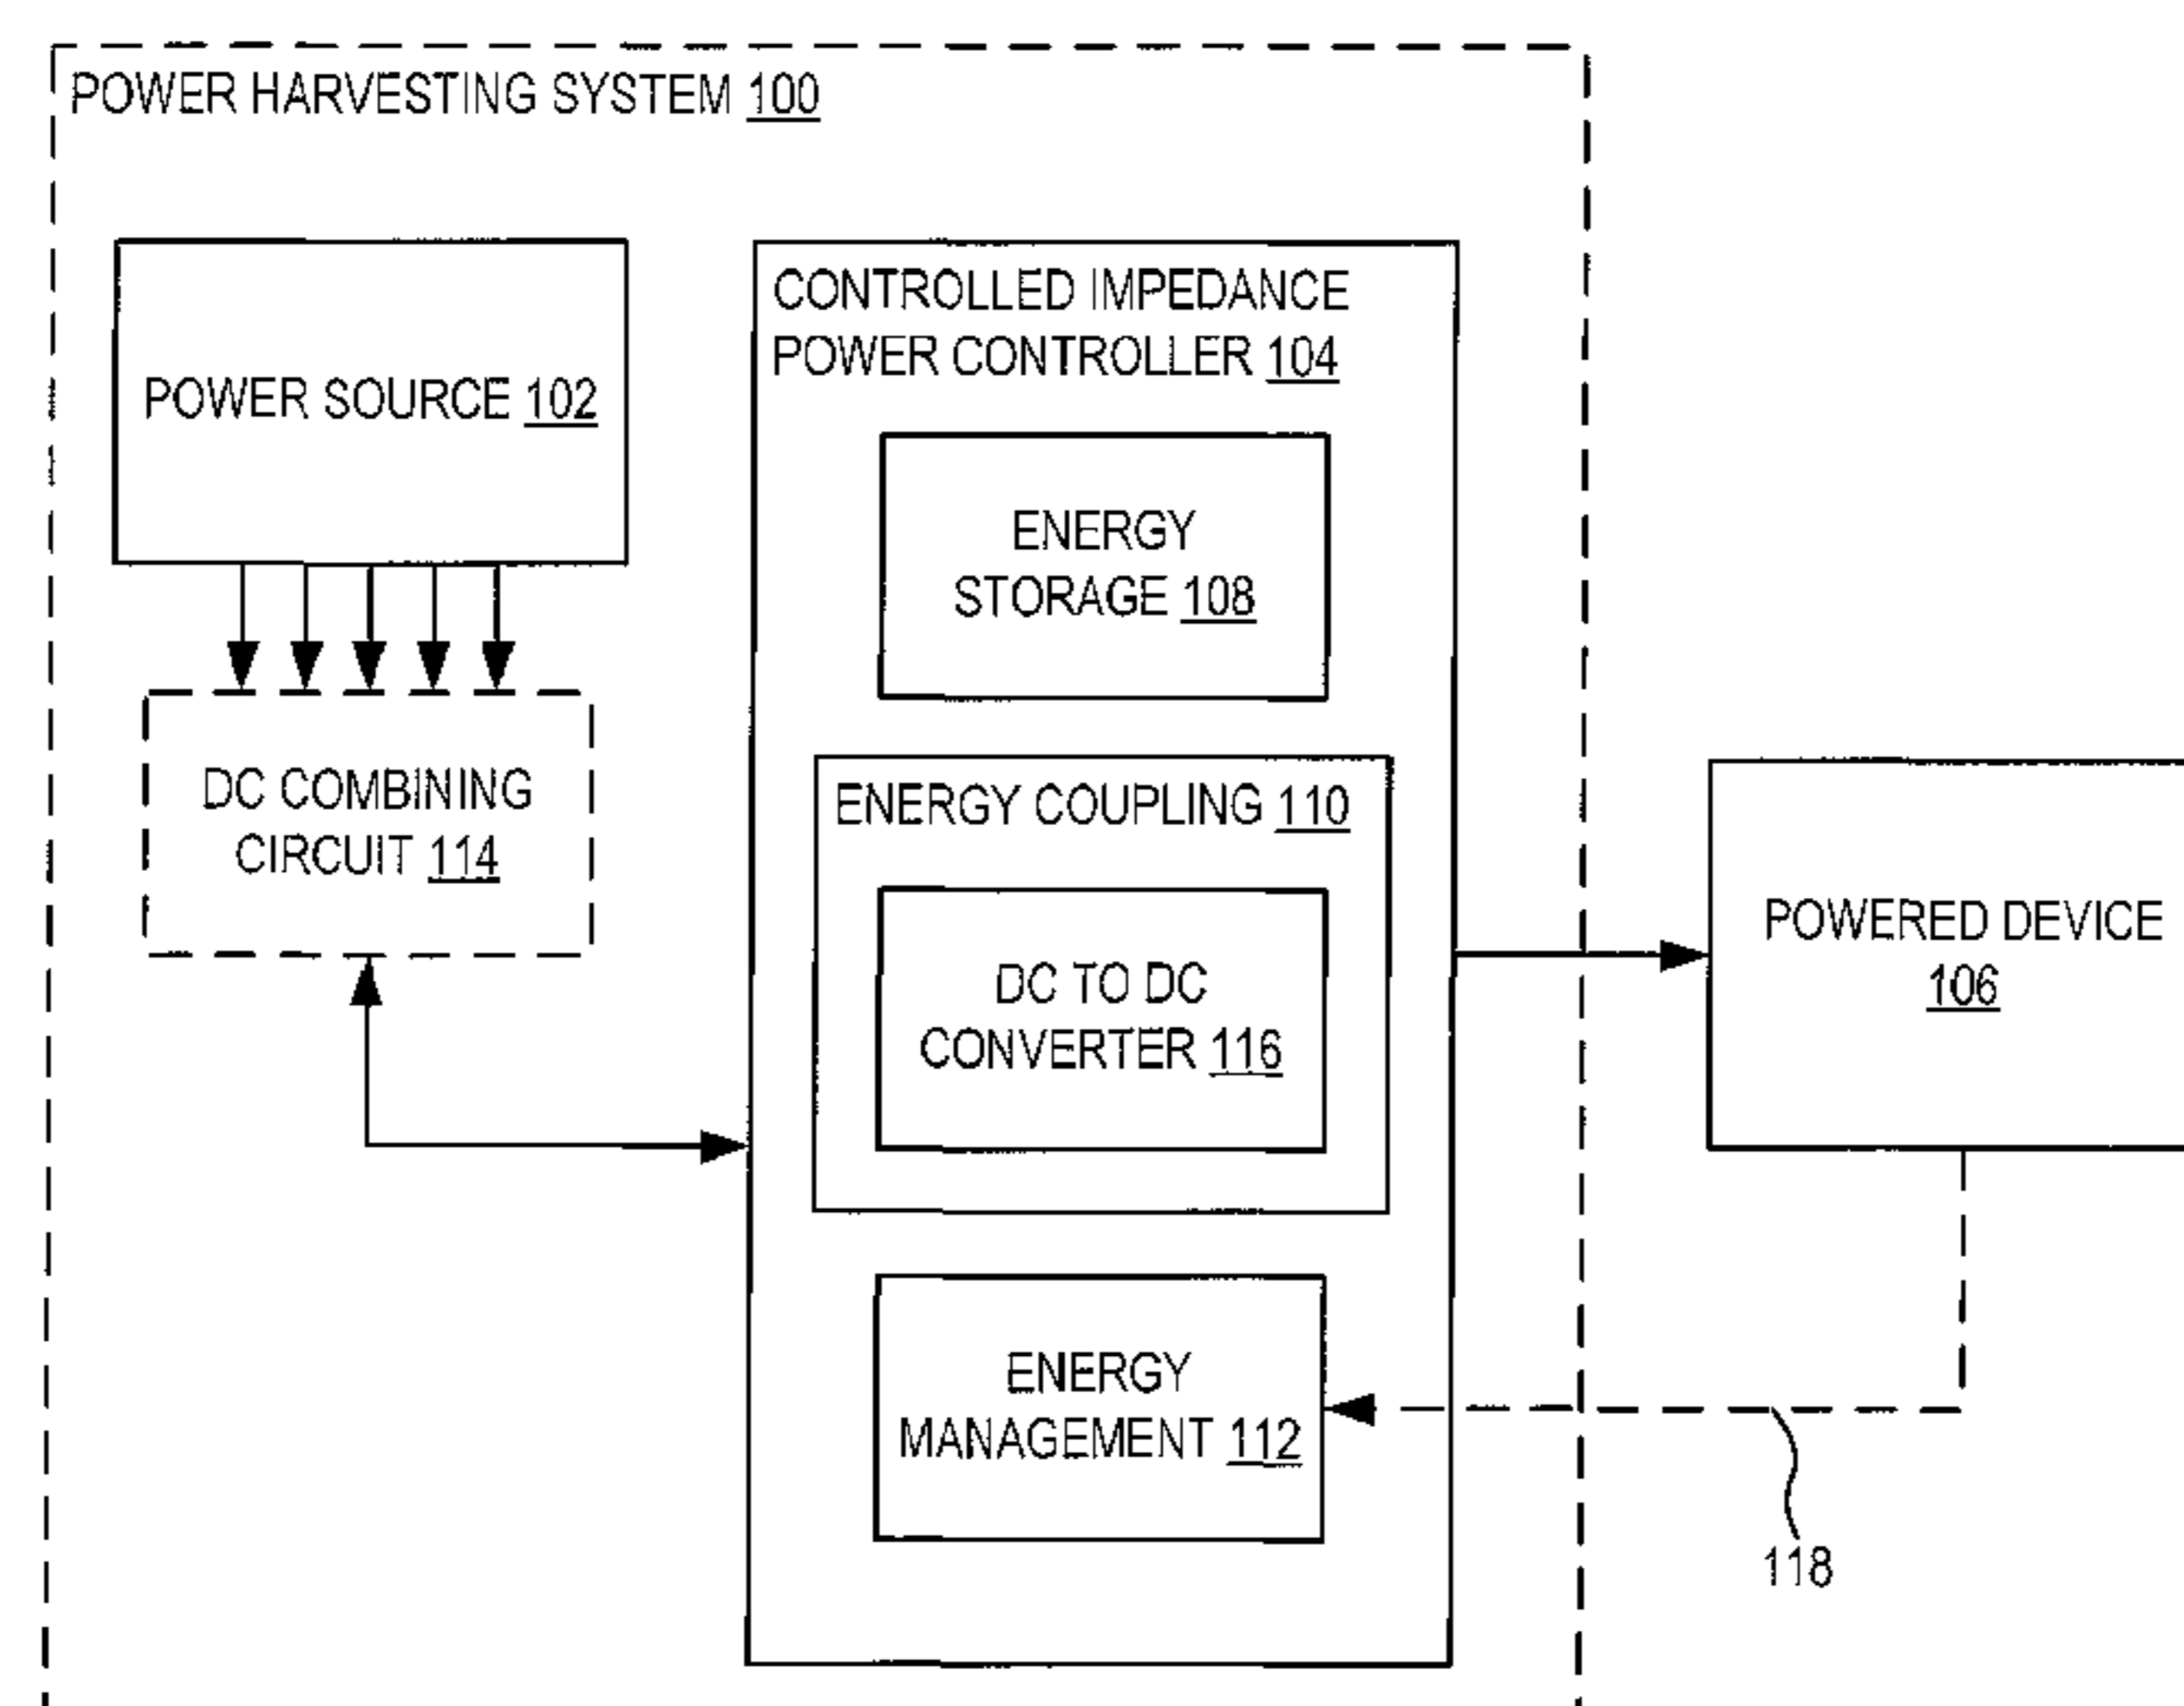 POWER HARVESTING SYSTEM 100
POWER SOURCE 102
DC COMBINING
CIRCUIT 114
CONTROLLED IMPEDANCE
POWER CONTROLLER 104
ENERGY
STORAGE 108
ENERGY COUPLING 110
DC TO DC
CONVERTER 116
ENERGY
MANAGEMENT 112
POWERED DEVICE
106
118